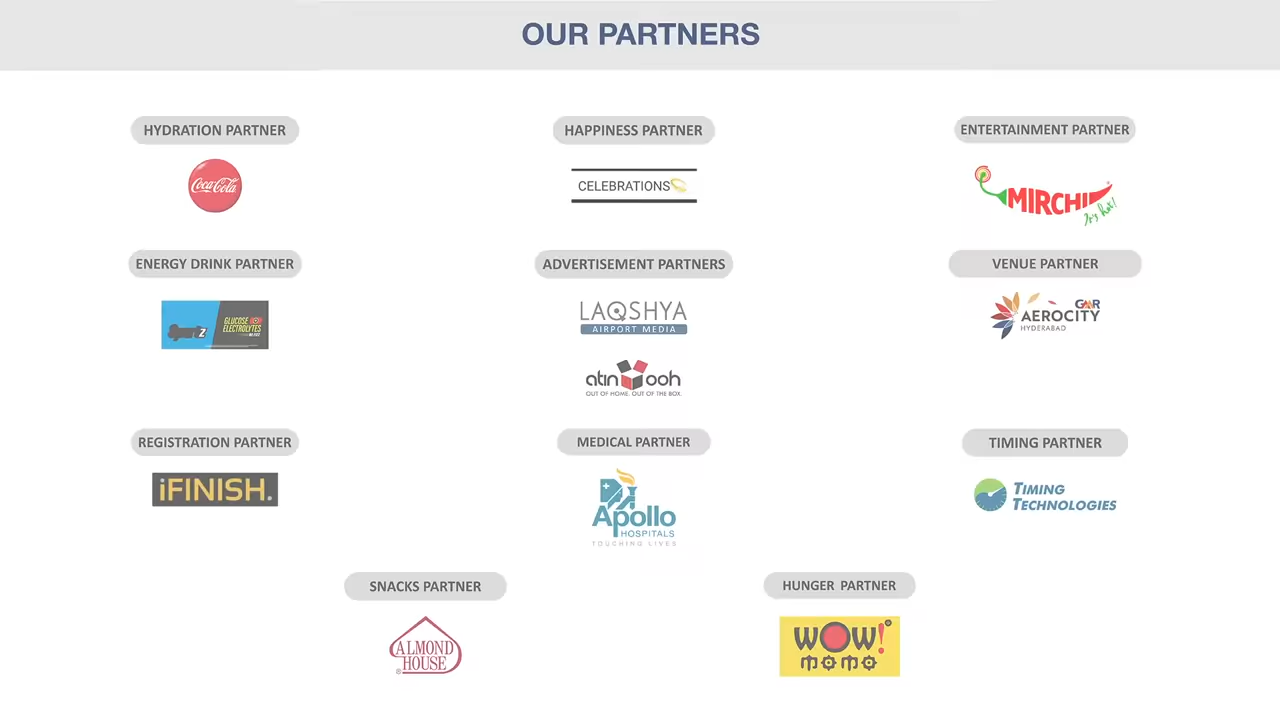 OUR PARTNERS
HYDRATION PARTNER
Coca-Cola
HAPPINESS PARTNER
CELEBRATIONS
ENTERTAINMENT PARTNER
MIRCHI
It's hot!
ENERGY DRINK PARTNER
Z
GLUCOSE
ELECTROLYTES
ADVERTISEMENT PARTNERS
LAQSHYA
AIRPORT MEDIA
atin ooh
OUT OF HOME. OUT OF THE BOX.
VENUE PARTNER
GMR
AEROCITY
HYDERABAD
REGISTRATION PARTNER
iFINISH®
MEDICAL PARTNER
Apollo
HOSPITALS
TOUCHING LIVES
TIMING PARTNER
TIMING
TECHNOLOGIES
SNACKS PARTNER
ALMOND
HOUSE
®
HUNGER PARTNER
WOW!®
MOMO